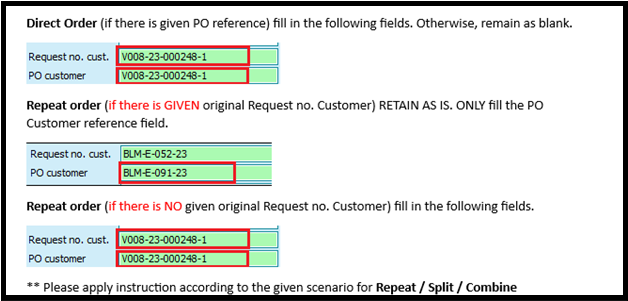 Direct Order (if there is given PO reference) fill in the following fields. Otherwise, remain as blank.
Request no. cust. V008-23-000248-1
PO customer V008-23-000248-1
Repeat order (if there is GIVEN original Request no. Customer) RETAIN AS IS. ONLY fill the PO
Customer reference field.
Request no. cust. BLM-E-052-23
PO customer BLM-E-091-23
Repeat order (if there is NO given original Request no. Customer) fill in the following fields.
Request no. cust. V008-23-000248-1
PO customer V008-23-000248-1
** Please apply instruction according to the given scenario for Repeat / Split / Combine